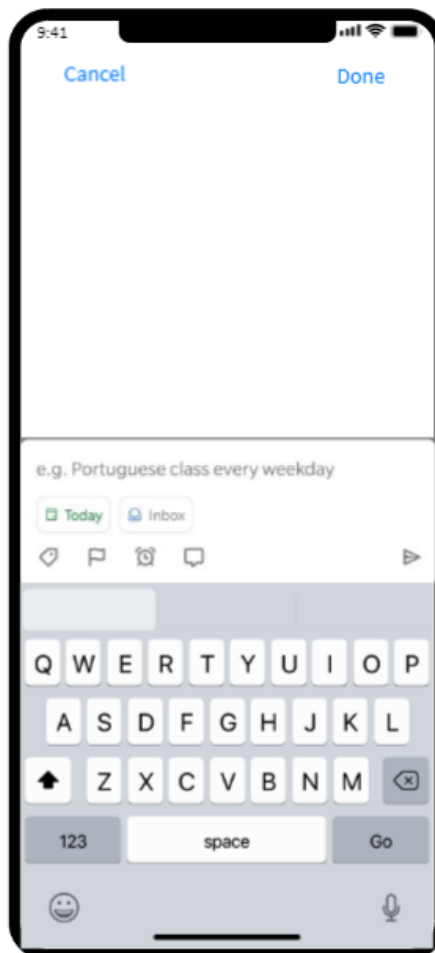 9:41
Cancel Done
e.g. Portuguese class every weekday
Today Inbox
Q W E R T Y U I O P
A S D F G H J K L
Z X C V B N M
123 space Go